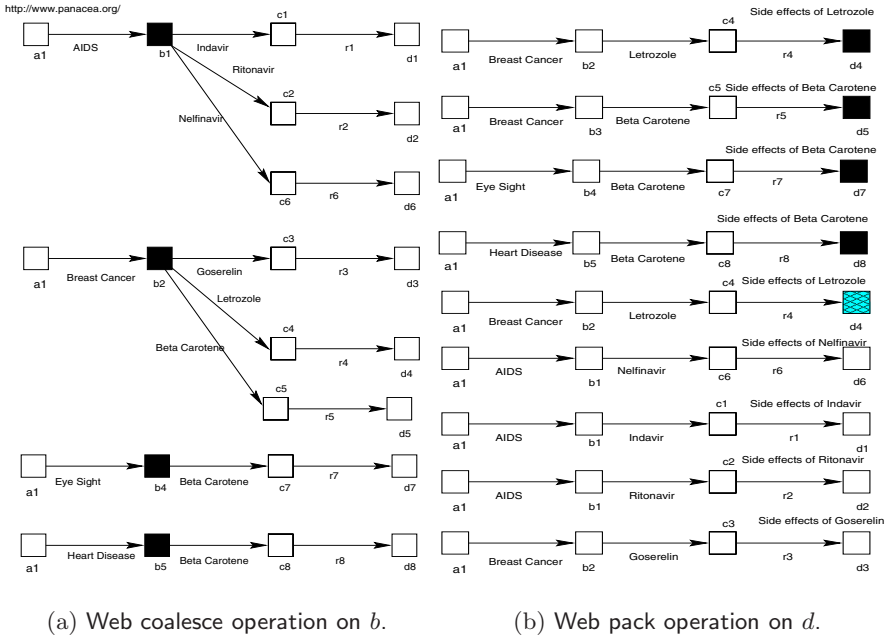 http://www.panacea.org/
a1
AIDS
b1
Indavir
c1
r1
d1
Ritonavir
c2
r2
d2
Nelfinavir
c6
r6
d6
a1
Breast Cancer
b2
Goserelin
c3
r3
d3
Letrozole
c4
r4
d4
Beta Carotene
c5
r5
d5
a1
Eye Sight
b4
Beta Carotene
c7
r7
d7
a1
Heart Disease
b5
Beta Carotene
c8
r8
d8
(a) Web coalesce operation on b.
Side effects of Letrozole
a1
Breast Cancer
b2
Letrozole
c4
r4
d4
Side effects of Beta Carotene
a1
Breast Cancer
b3
Beta Carotene
c5
r5
d5
Side effects of Beta Carotene
a1
Eye Sight
b4
Beta Carotene
c7
r7
d7
Side effects of Beta Carotene
a1
Heart Disease
b5
Beta Carotene
c8
r8
d8
Side effects of Letrozole
a1
Breast Cancer
b2
Letrozole
c4
r4
d4
Side effects of Nelfinavir
a1
AIDS
b1
Nelfinavir
c6
r6
d6
Side effects of Indavir
a1
AIDS
b1
Indavir
c1
r1
d1
Side effects of Ritonavir
a1
AIDS
b1
Ritonavir
c2
r2
d2
Side effects of Goserelin
a1
Breast Cancer
b2
Goserelin
c3
r3
d3
(b) Web pack operation on d.